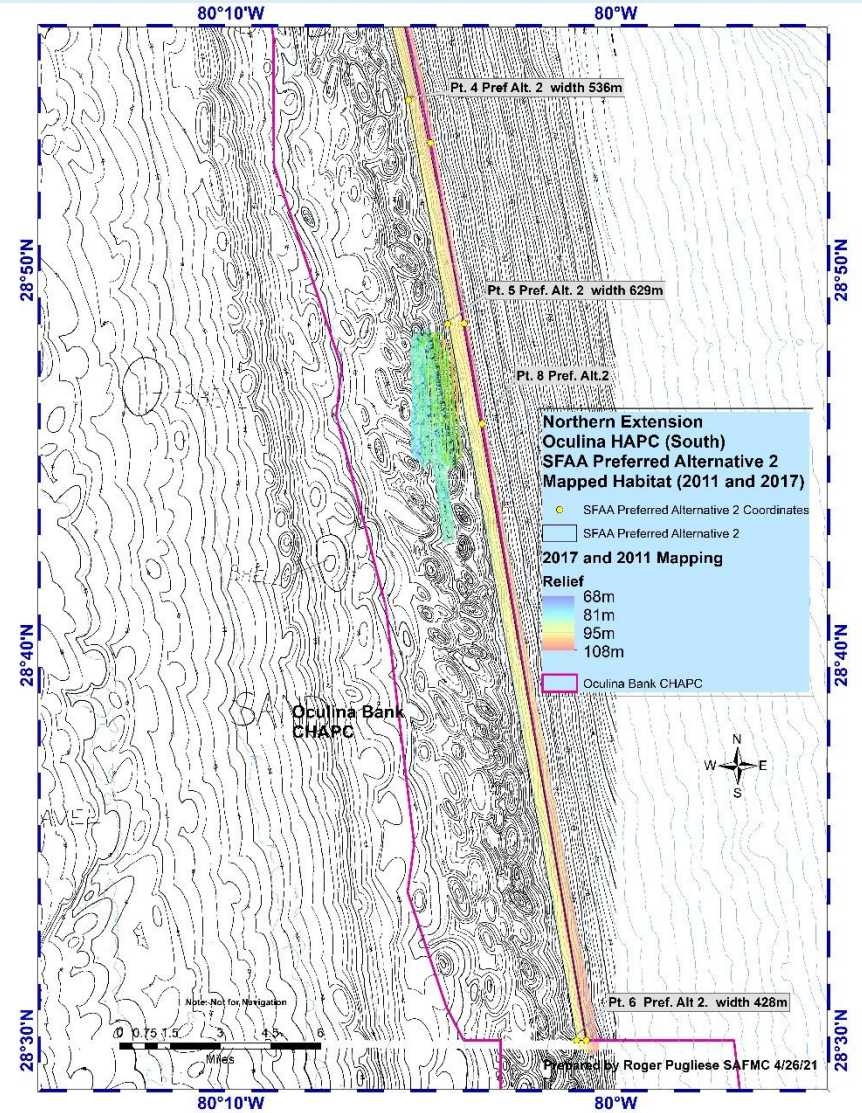 80°10'W 80°W
Pt. 4 Pref Alt. 2 width 536m
28°50'N 28°50'N
Pt. 5 Pref. Alt. 2 width 629m
Pt. 8 Pref. Alt.2
Northern Extension
Oculina HAPC (South)
SFAA Preferred Alternative 2
Mapped Habitat (2011 and 2017)
SFAA Preferred Alternative 2 Coordinates
SFAA Preferred Alternative 2
2017 and 2011 Mapping
Relief
68m
81m
95m
108m
Oculina Bank CHAPC
28°40'N 28°40'N
Oculina Bank
CHAPC
N
W E
S
Pt. 6 Pref. Alt 2. width 428m
Note: Not for Navigation
28°30'N 28°30'N
0 0.75 1.5 3 4.5 6
Miles
Prepared by Roger Pugliese SAFMC 4/26/21
80°10'W 80°W